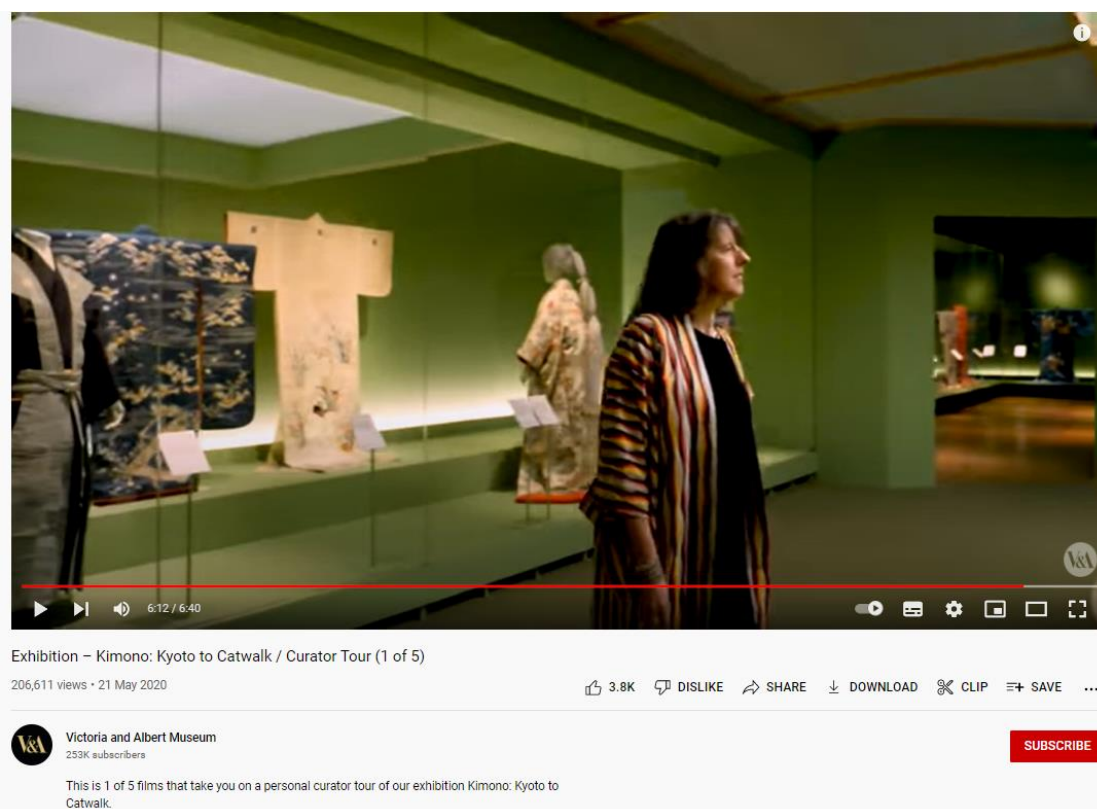 i
V&A
6:12 / 6:40
Exhibition – Kimono: Kyoto to Catwalk / Curator Tour (1 of 5)
206,611 views • 21 May 2020
3.8K DISLIKE SHARE DOWNLOAD CLIP SAVE ...
V&A
Victoria and Albert Museum
253K subscribers
SUBSCRIBE
This is 1 of 5 films that take you on a personal curator tour of our exhibition Kimono: Kyoto to
Catwalk.